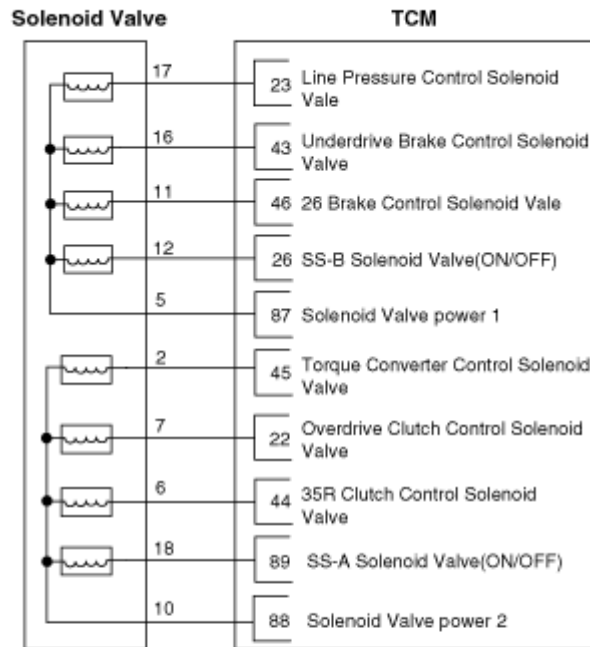 Solenoid Valve TCM
17 23 Line Pressure Control Solenoid
Vale
16 43 Underdrive Brake Control Solenoid
Valve
11 46 26 Brake Control Solenoid Vale
12 26 SS-B Solenoid Valve(ON/OFF)
5 87 Solenoid Valve power 1
2 45 Torque Converter Control Solenoid
Valve
7 22 Overdrive Clutch Control Solenoid
Valve
6 44 35R Clutch Control Solenoid
Valve
18 89 SS-A Solenoid Valve(ON/OFF)
10 88 Solenoid Valve power 2